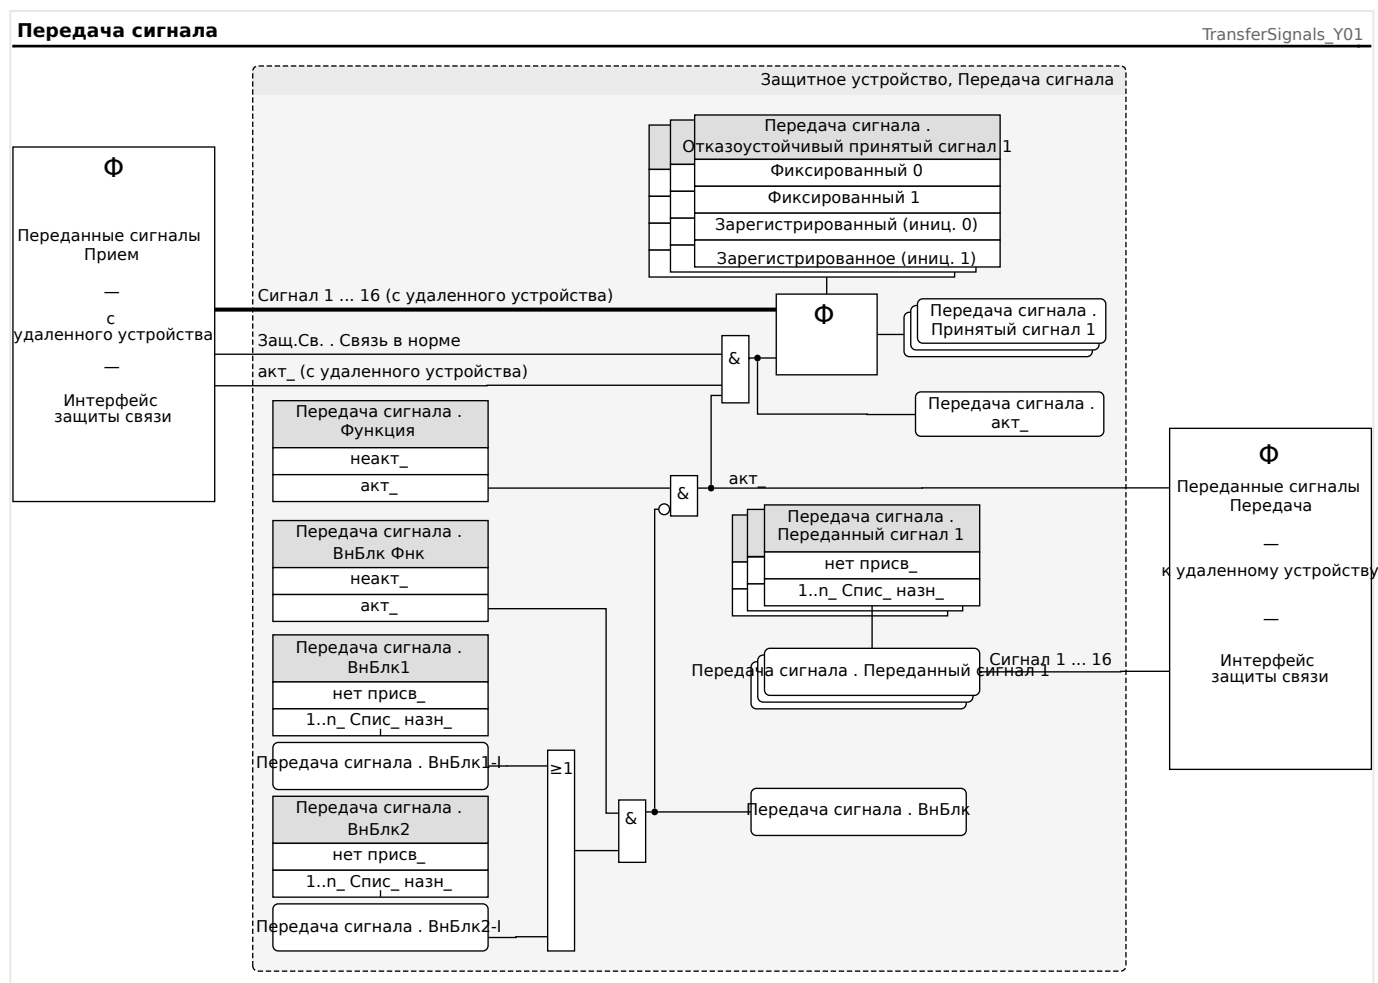 Передача сигнала
TransferSignals_Y01
Защитное устройство, Передача сигнала
Передача сигнала .
Отказоустойчивый принятый сигнал 1
Фиксированный 0
Фиксированный 1
Зарегистрированный (иниц. 0)
Зарегистрированное (иниц. 1)
Ф
Переданные сигналы
Прием
—
с
удаленного устройства
—
Интерфейс
защиты связи
Сигнал 1 ... 16 (с удаленного устройства)
Защ.Св. . Связь в норме
акт_ (с удаленного устройства)
&
Ф
Передача сигнала .
Принятый сигнал 1
Передача сигнала .
акт_
Передача сигнала .
Функция
неакт_
акт_
&
акт_
Передача сигнала .
ВнБлк Фнк
неакт_
акт_
Передача сигнала .
Переданный сигнал 1
нет присв_
1..n_ Спис_ назн_
Передача сигнала . Переданный сигнал 1
Сигнал 1 ... 16
Ф
Переданные сигналы
Передача
—
к удаленному устройству
—
Интерфейс
защиты связи
Передача сигнала .
ВнБлк1
нет присв_
1..n_ Спис_ назн_
Передача сигнала . ВнБлк1-I
≥1
Передача сигнала .
ВнБлк2
нет присв_
1..n_ Спис_ назн_
Передача сигнала . ВнБлк2-I
&
Передача сигнала . ВнБлк